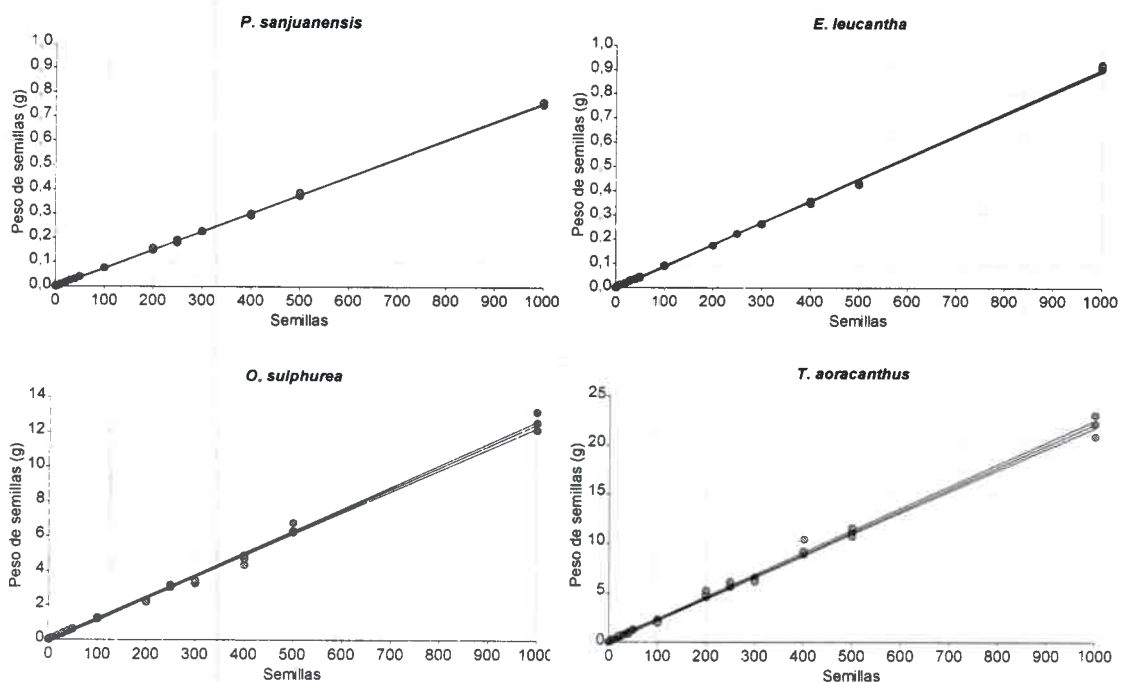 P. sanjuanensis
Peso de semillas (g)
1,0
0,9
0,8
0,7
0,6
0,5
0,4
0,3
0,2
0,1
0,0
0 100 200 300 400 500 600 700 800 900 1000
Semillas
E. leucantha
Peso de semillas (g)
1,0
0,9
0,8
0,7
0,6
0,5
0,4
0,3
0,2
0,1
0,0
0 100 200 300 400 500 600 700 800 900 1000
Semillas
O. sulphurea
Peso de semillas (g)
14
12
10
8
6
4
2
0
0 100 200 300 400 500 600 700 800 900 1000
Semillas
T. aoracanthus
Peso de semillas (g)
25
20
15
10
5
0
0 100 200 300 400 500 600 700 800 900 1000
Semillas